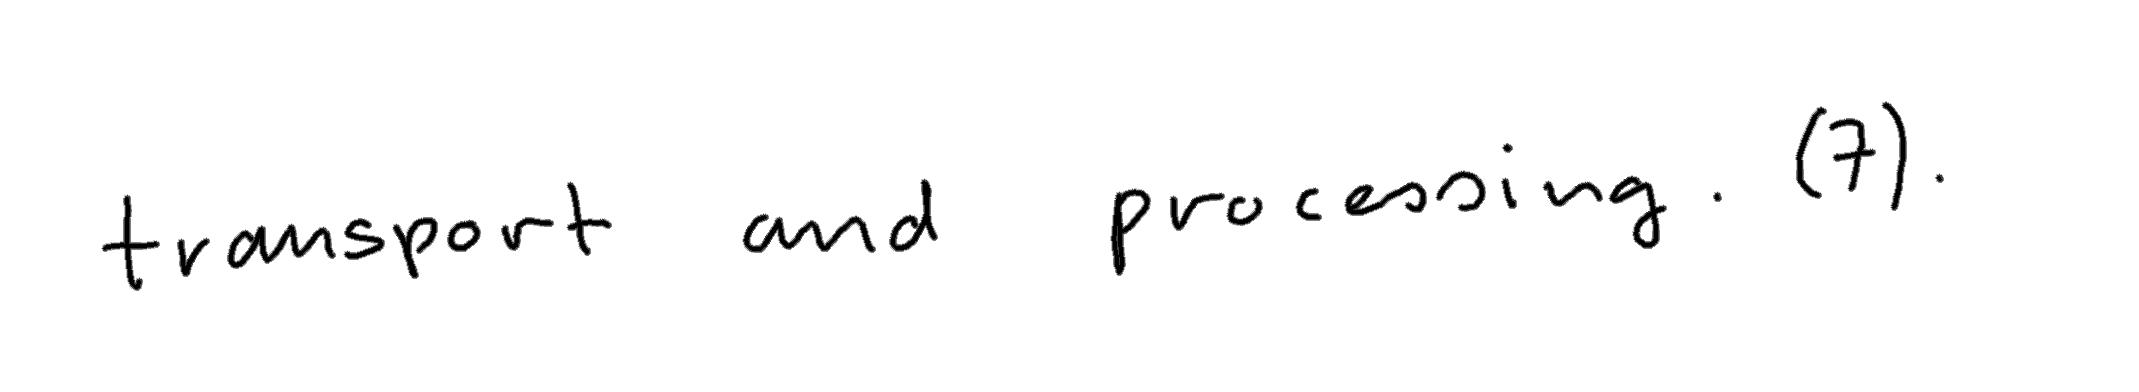 transport and processing. (7).